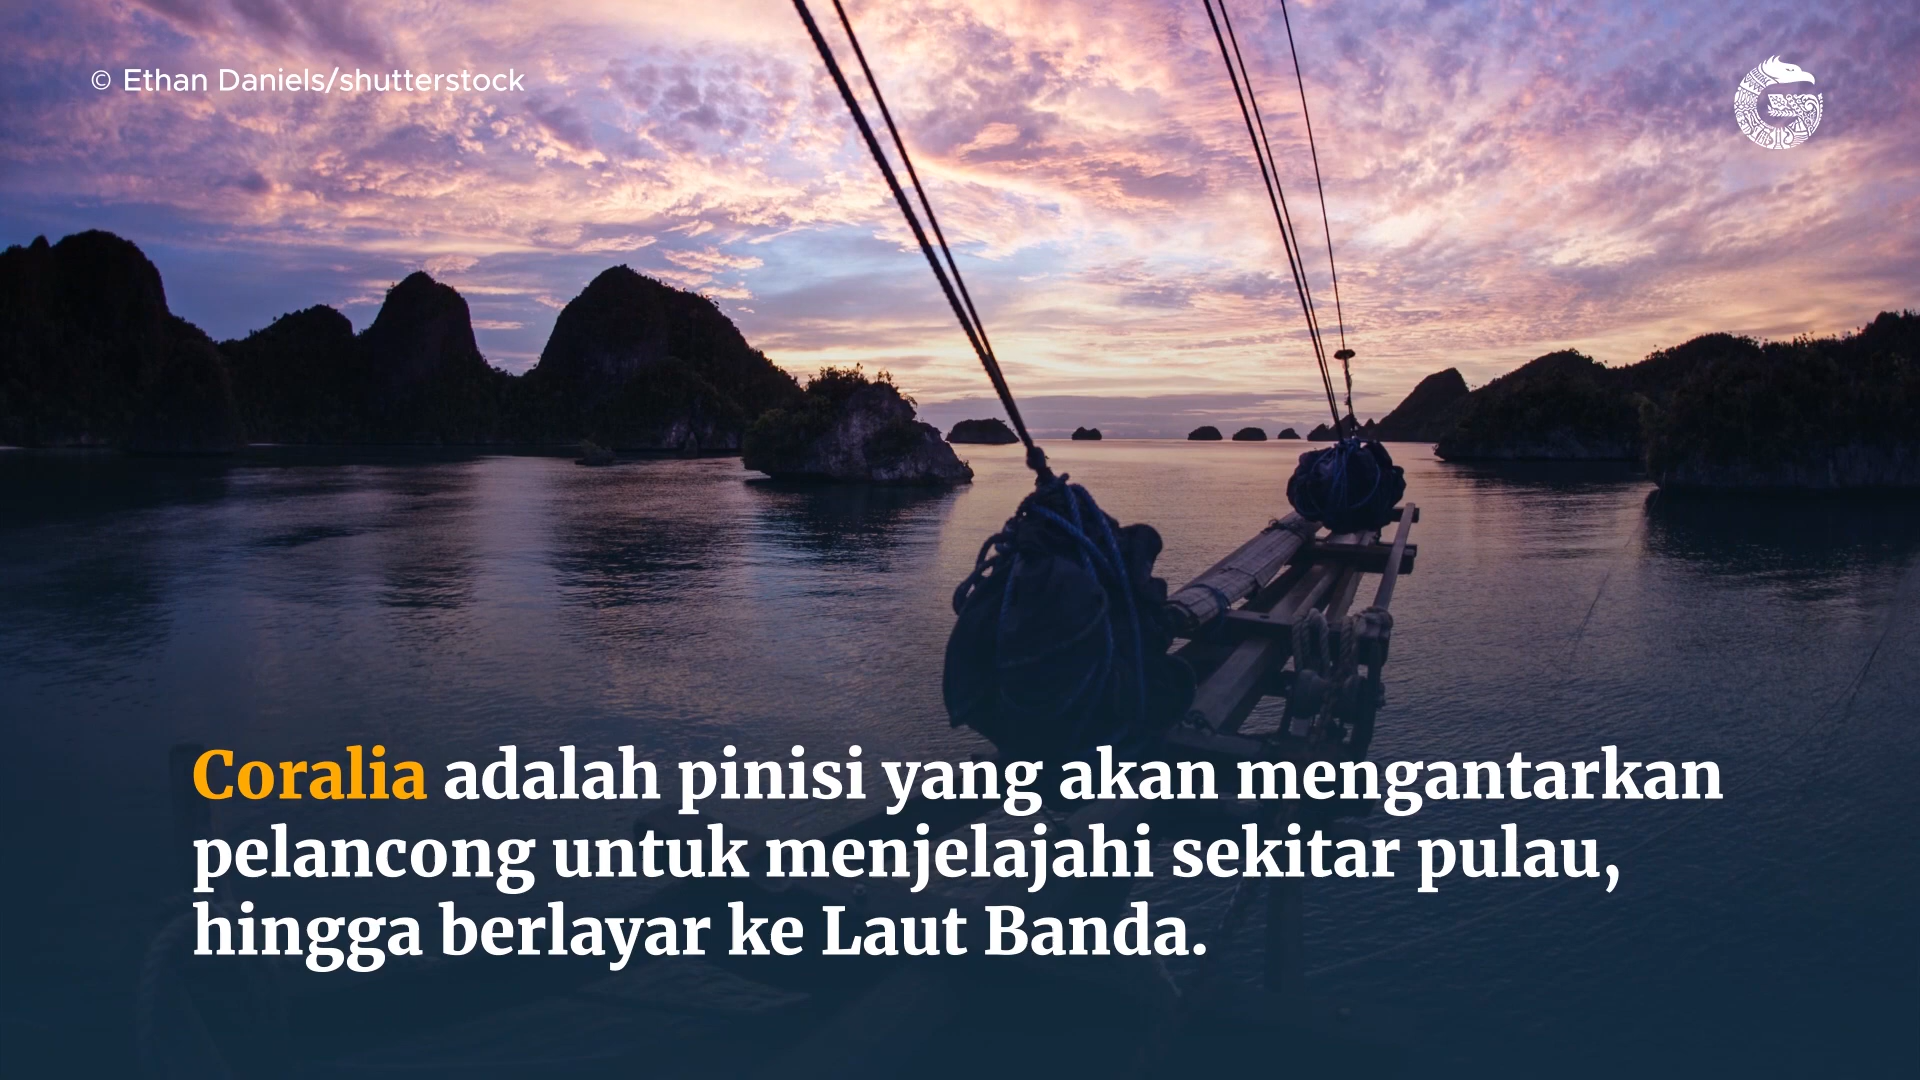 © Ethan Daniels/shutterstock
Coralia adalah pinisi yang akan mengantarkan
pelancong untuk menjelajahi sekitar pulau,
hingga berlayar ke Laut Banda.